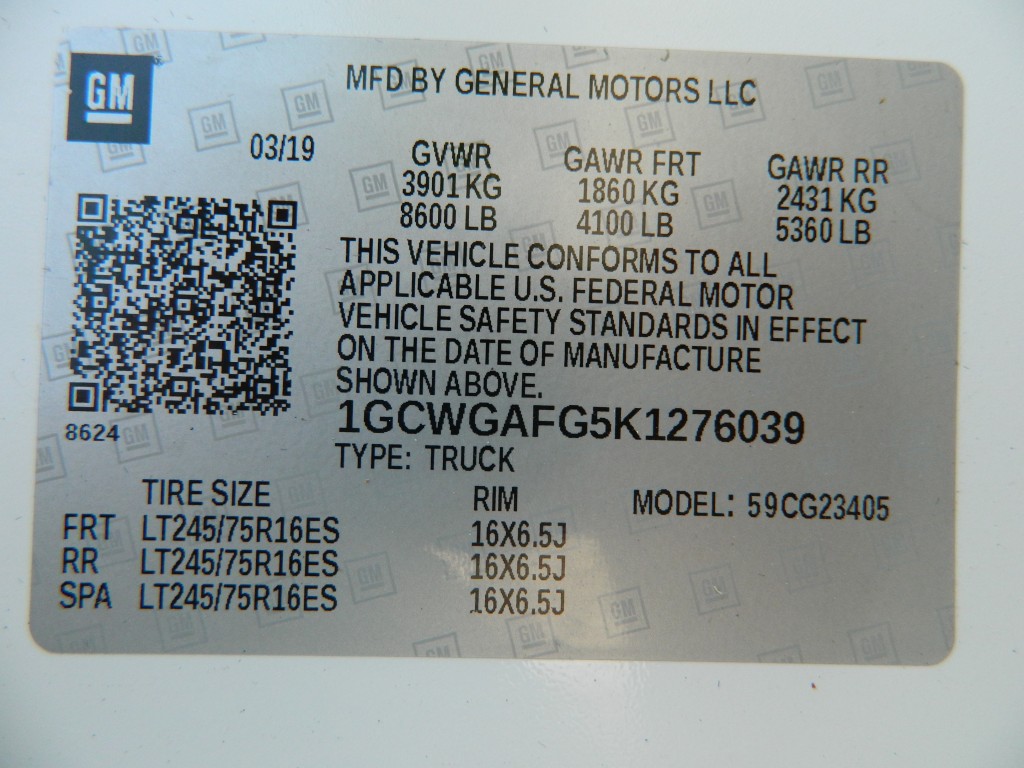 GM
MFD BY GENERAL MOTORS LLC
03/19
GVWR GAWR FRT GAWR RR
3901 KG 1860 KG 2431 KG
8600 LB 4100 LB 5360 LB
THIS VEHICLE CONFORMS TO ALL
APPLICABLE U.S. FEDERAL MOTOR
VEHICLE SAFETY STANDARDS IN EFFECT
ON THE DATE OF MANUFACTURE
SHOWN ABOVE.
8624
1GCWGAFG5K1276039
TYPE: TRUCK
TIRE SIZE RIM MODEL: 59CG23405
FRT LT245/75R16ES 16X6.5J
RR LT245/75R16ES 16X6.5J
SPA LT245/75R16ES 16X6.5J